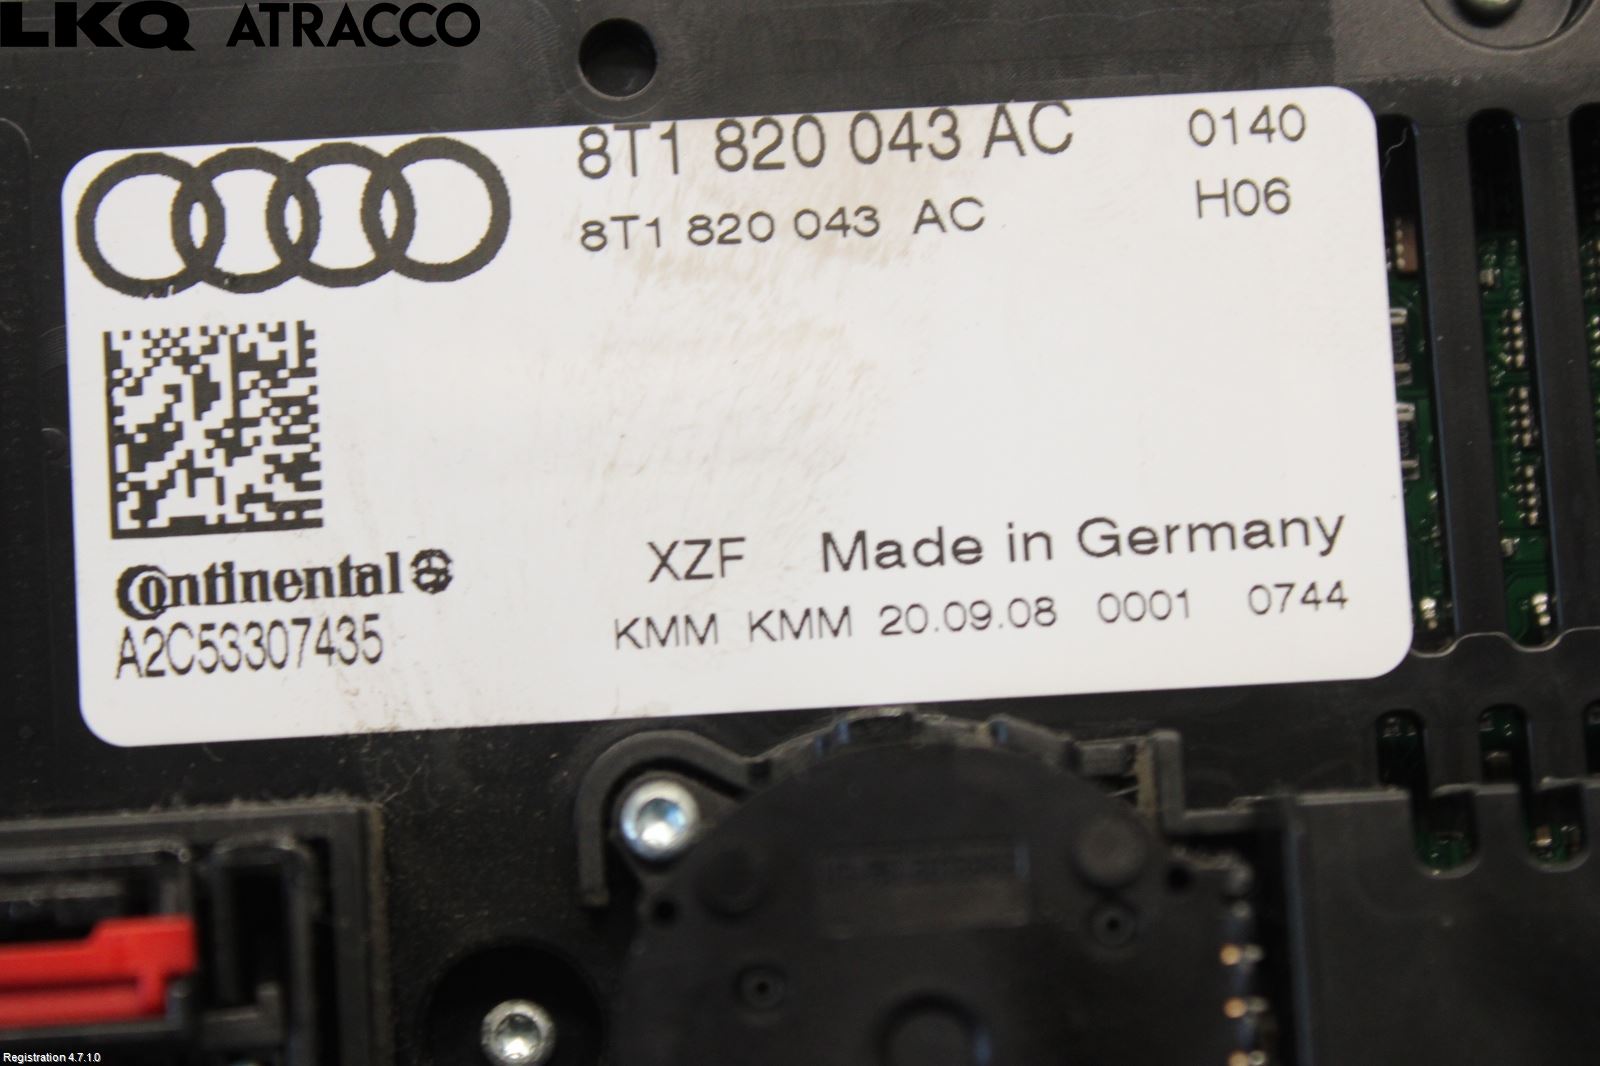 LKQ ATRACCO
8T1 820 043 AC 0140
8T1 820 043 AC H06
Continental
A2C53307435
XZF Made in Germany
KMM KMM 20.09.08 0001 0744
Registration 4.7.1.0